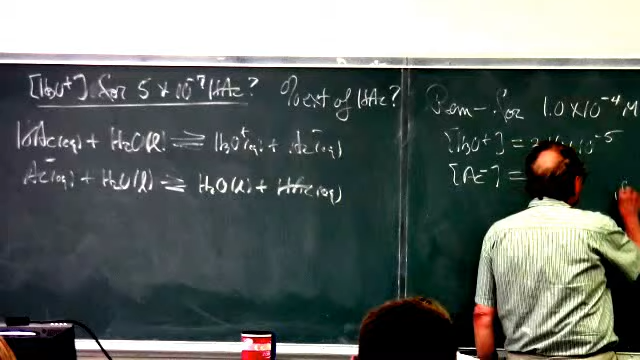 [H₃O⁺] for 5 × 10⁻⁷ HAc? % ext of HAc?
HAc(aq) + H₂O(l) ⇌ H₃O⁺(aq) + Ac⁻(aq)
Ac⁻(aq) + H₂O(l) ⇌ H₂O(l) + HAc(aq)
for 1.0 × 10⁻⁴ M
[H₃O⁺] =
[Ac⁻] =